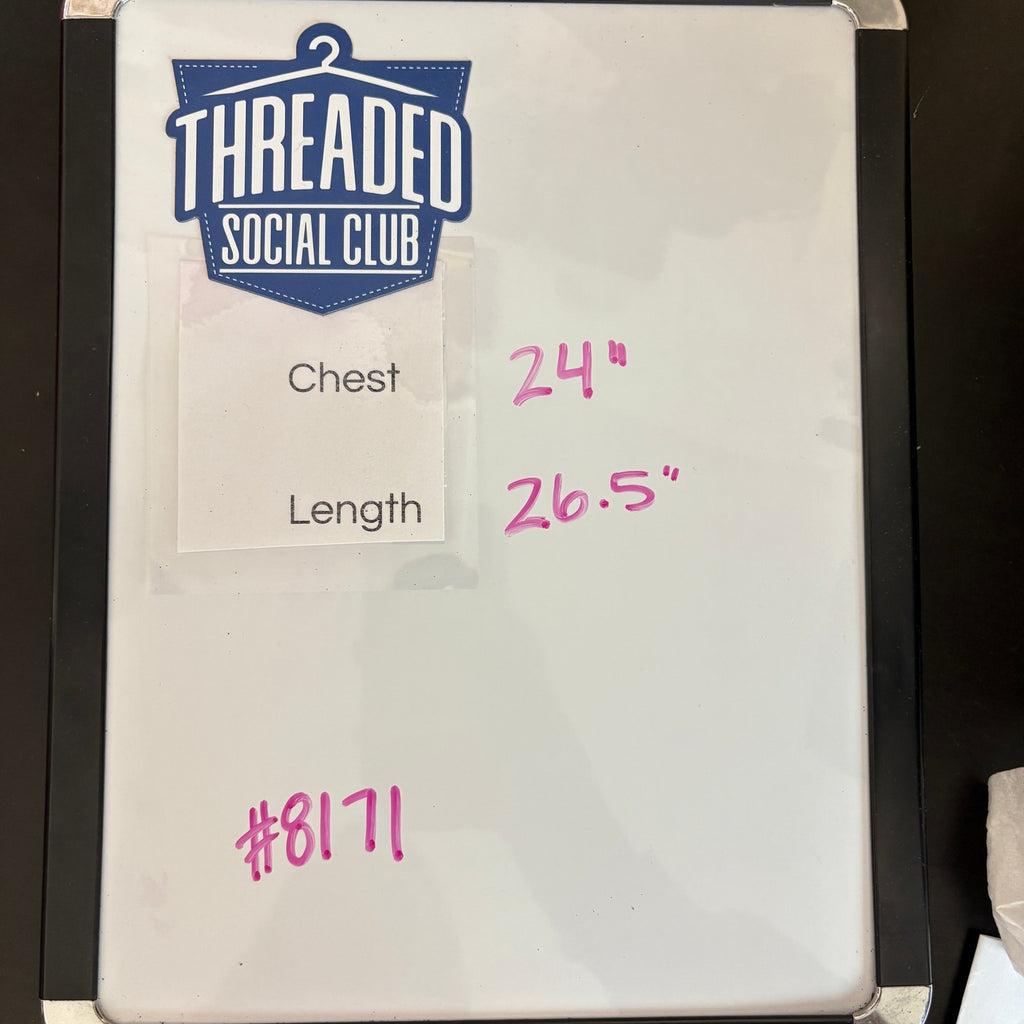 THREADED
SOCIAL CLUB
Chest 24"
Length 26.5"
#8171